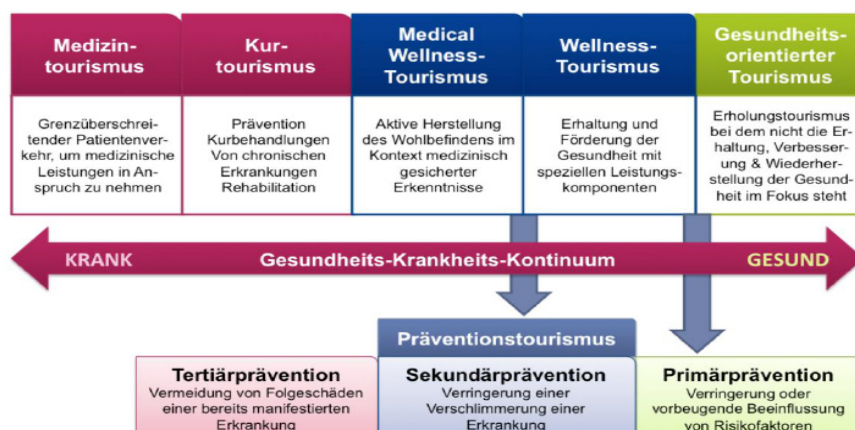 Medizin-
tourismus
Kur-
tourismus
Medical
Wellness-
Tourismus
Wellness-
Tourismus
Gesundheits-
orientierter
Tourismus
Grenzüberschrei-
tender Patientenver-
kehr, um medizinische
Leistungen in An-
spruch zu nehmen
Prävention
Kurbehandlungen
Von chronischen
Erkrankungen
Rehabilitation
Aktive Herstellung
des Wohlbefindens im
Kontext medizinisch
gesicherter
Erkenntnisse
Erhaltung und
Förderung der
Gesundheit mit
speziellen Leistungs-
komponenten
Erholungstourismus
bei dem nicht die Er-
haltung, Verbesser-
ung & Wiederher-
stellung der Gesund-
heit im Fokus steht
KRANK Gesundheits-Krankheits-Kontinuum GESUND
Präventionstourismus
Tertiärprävention
Vermeidung von Folgeschäden
einer bereits manifestierten
Erkrankung
Sekundärprävention
Verringerung einer
Verschlimmerung einer
Erkrankung
Primärprävention
Verringerung oder
vorbeugende Beeinflussung
von Risikofaktoren